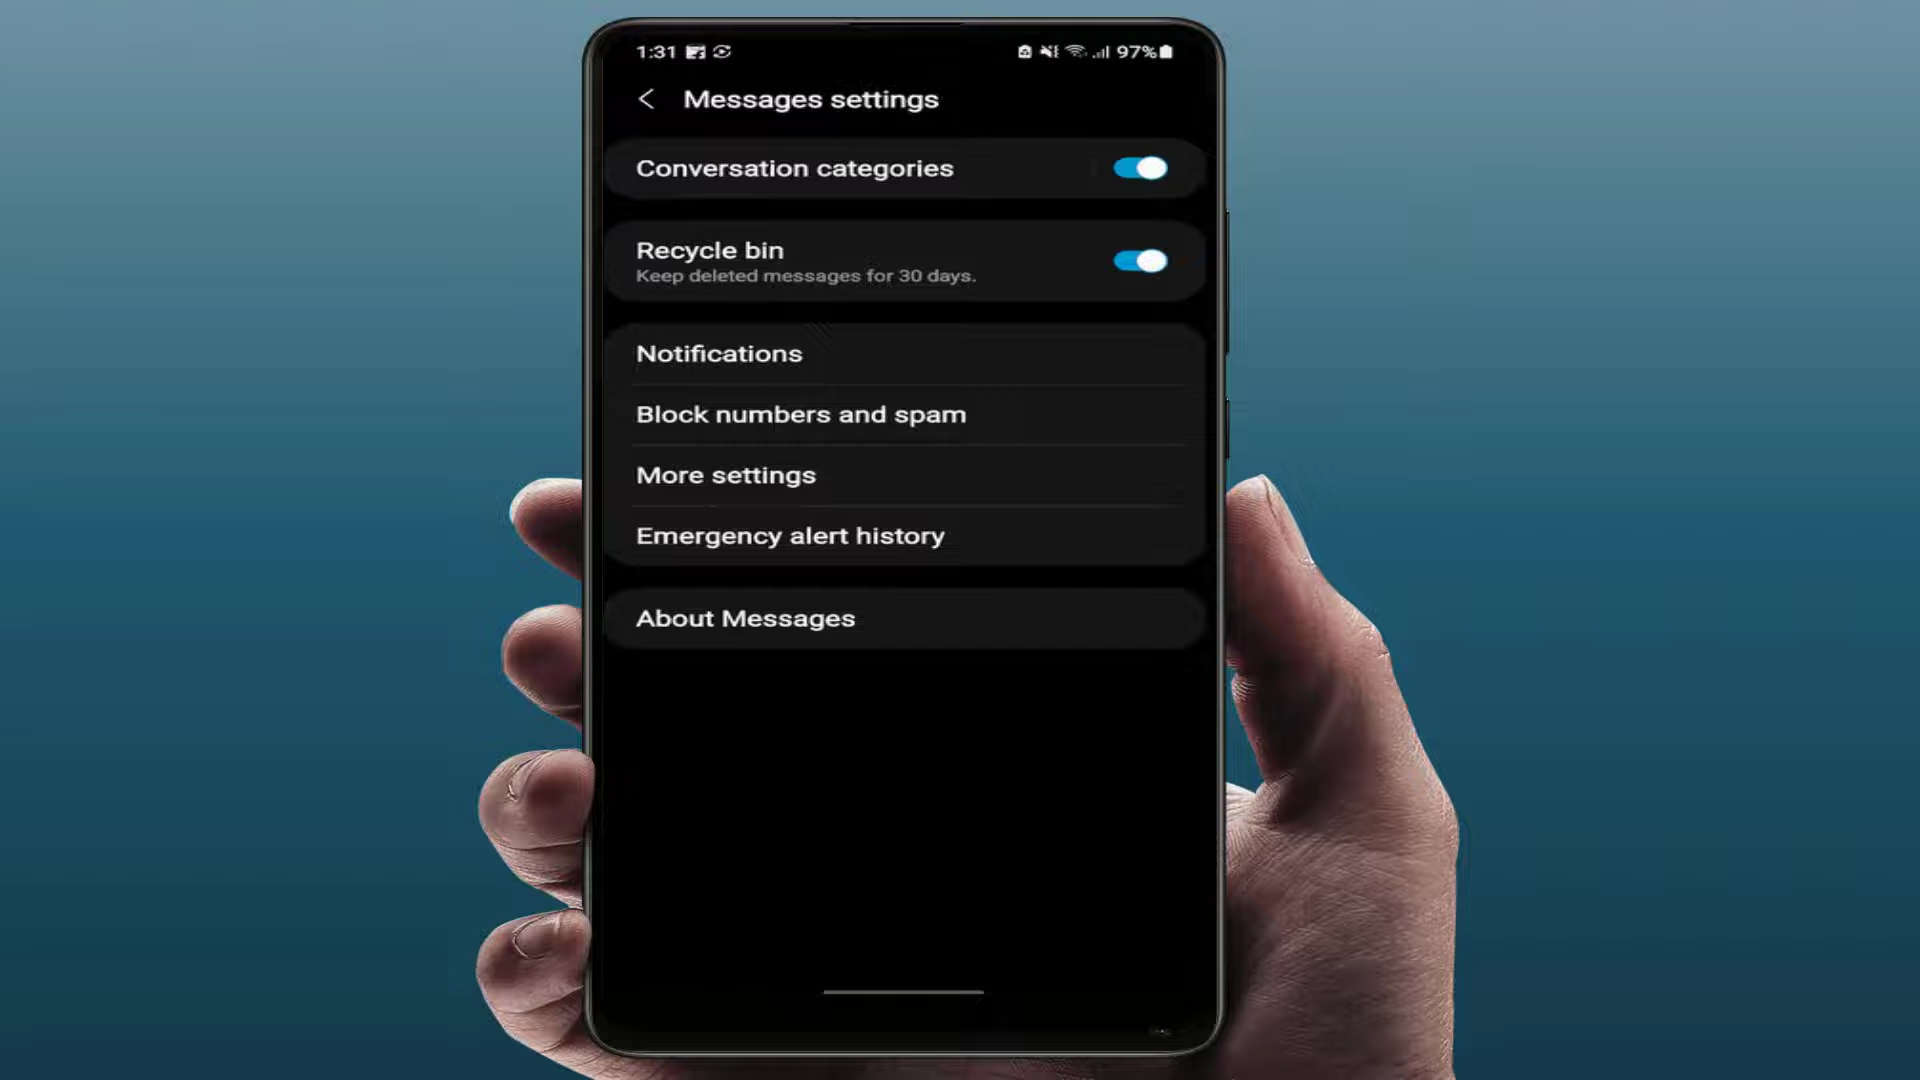 1:31 97%
Messages settings
Conversation categories
Recycle bin
Keep deleted messages for 30 days.
Notifications
Block numbers and spam
More settings
Emergency alert history
About Messages